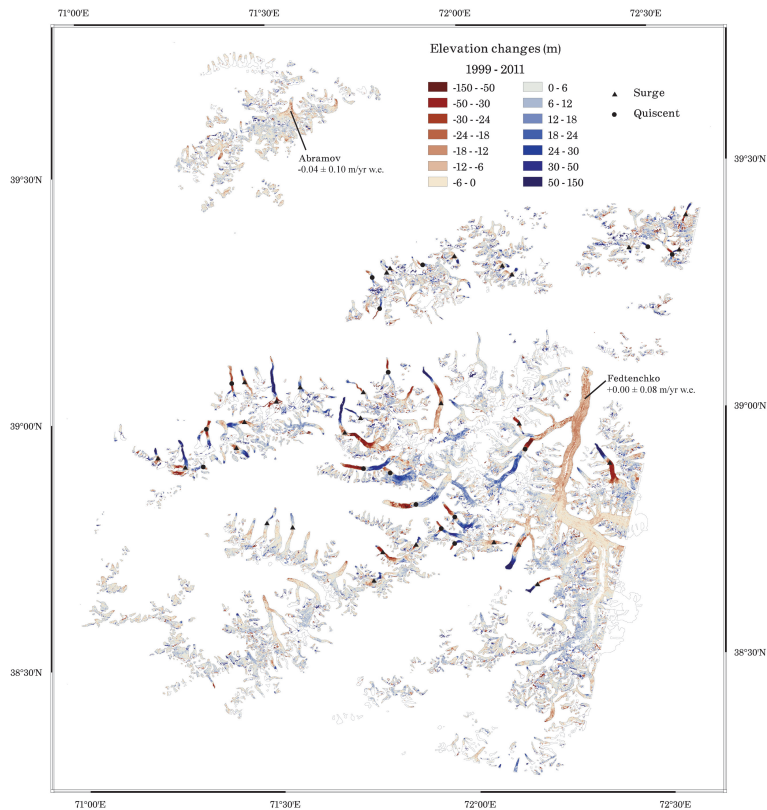 71°00'E 71°30'E 72°00'E 72°30'E
Elevation changes (m)
1999 - 2011
-150 - -50 0 - 6
-50 - -30 6 - 12
-30 - -24 12 - 18
-24 - -18 18 - 24
-18 - -12 24 - 30
-12 - -6 30 - 50
-6 - 0 50 - 150
Surge
Quiscent
Abramov
-0.04 ± 0.10 m/yr w.e.
39°30'N 39°30'N
Fedtenchko
+0.00 ± 0.08 m/yr w.e.
39°00'N 39°00'N
38°30'N 38°30'N
71°00'E 71°30'E 72°00'E 72°30'E